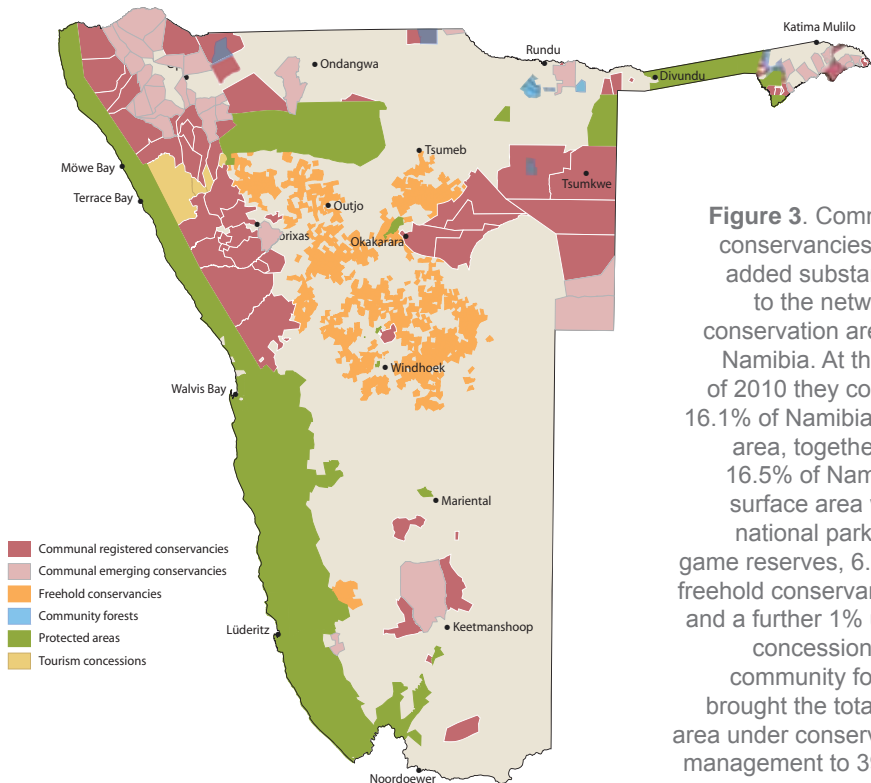 Katima Mulilo
Rundu
Ondangwa
Divundu
Tsumeb
Möwe Bay
Tsumkwe
Terrace Bay
Outjo
orixas
Okakarara
Windhoek
Walvis Bay
Mariental
Lüderitz
Keetmanshoop
Noordoewer
Communal registered conservancies
Communal emerging conservancies
Freehold conservancies
Community forests
Protected areas
Tourism concessions
Figure 3. Comm
conservancies
added substa
to the netw
conservation are
Namibia. At th
of 2010 they co
16.1% of Namibia
area, together
16.5% of Nam
surface area
national park
game reserves, 6.
freehold conservar
and a further 1%
concession
community fo
brought the tota
area under conserv
management to 39